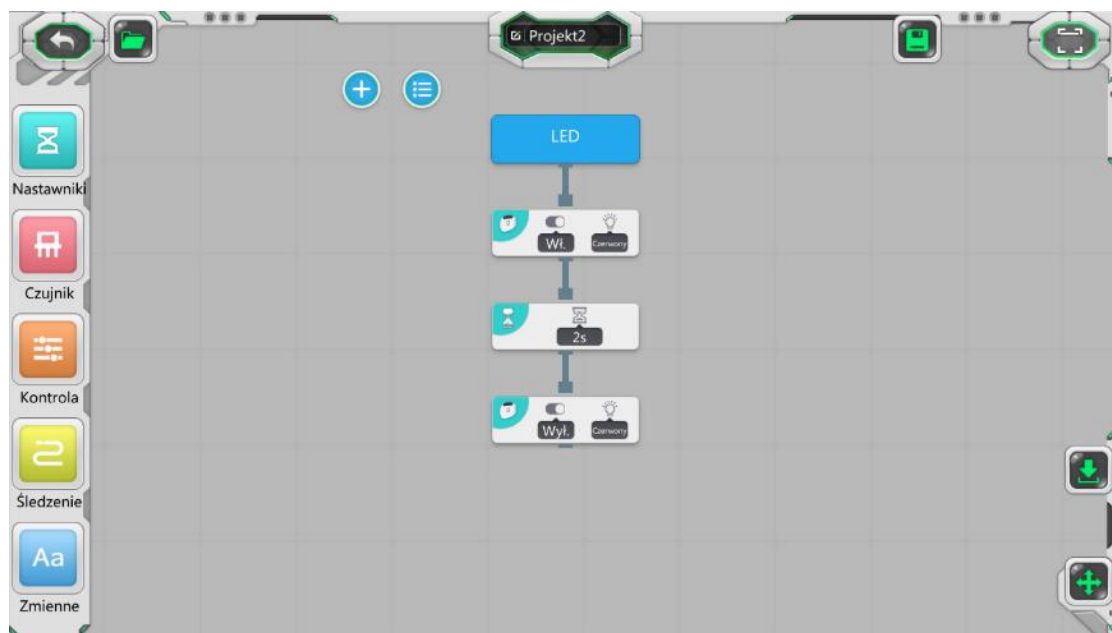 Projekt2
LED
Nastawniki
Wł. Czerwony
Czujnik
2s
Kontrola
Wył. Czerwony
Śledzenie
Aa
Zmienne